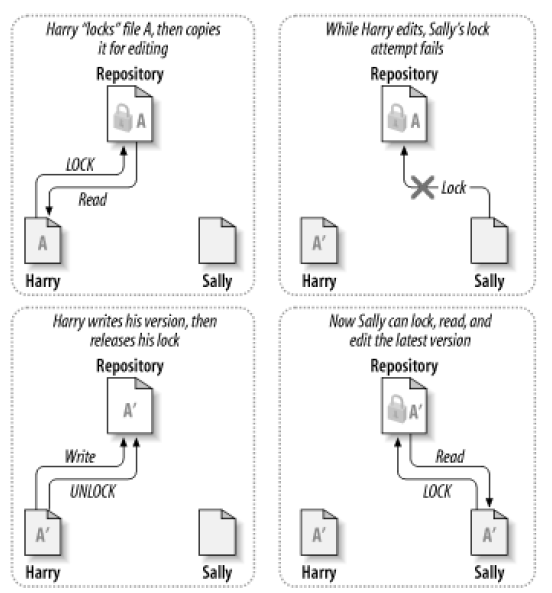 Harry “locks” file A, then copies
it for editing
Repository
A
LOCK
Read
A
Harry
Sally
While Harry edits, Sally’s lock
attempt fails
Repository
A
Lock
A’
Harry
Sally
Harry writes his version, then
releases his lock
Repository
A’
Write
UNLOCK
A’
Harry
Sally
Now Sally can lock, read, and
edit the latest version
Repository
A’
Read
LOCK
A’
A’
Harry
Sally